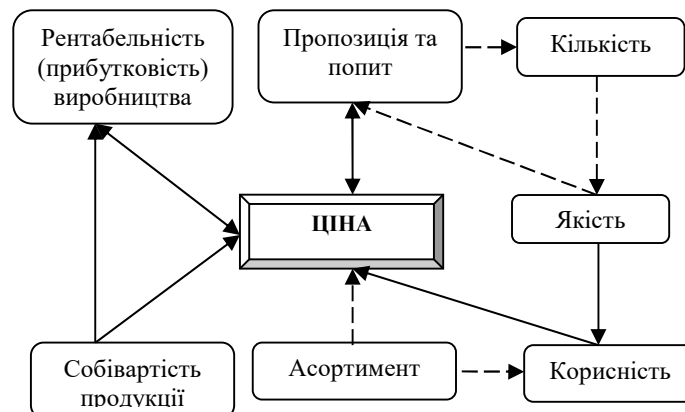 Рентабельність
(прибутковість)
виробництва
Пропозиція та
попит
Кількість
ЦІНА
Якість
Собівартість
продукції
Асортимент
Корисність